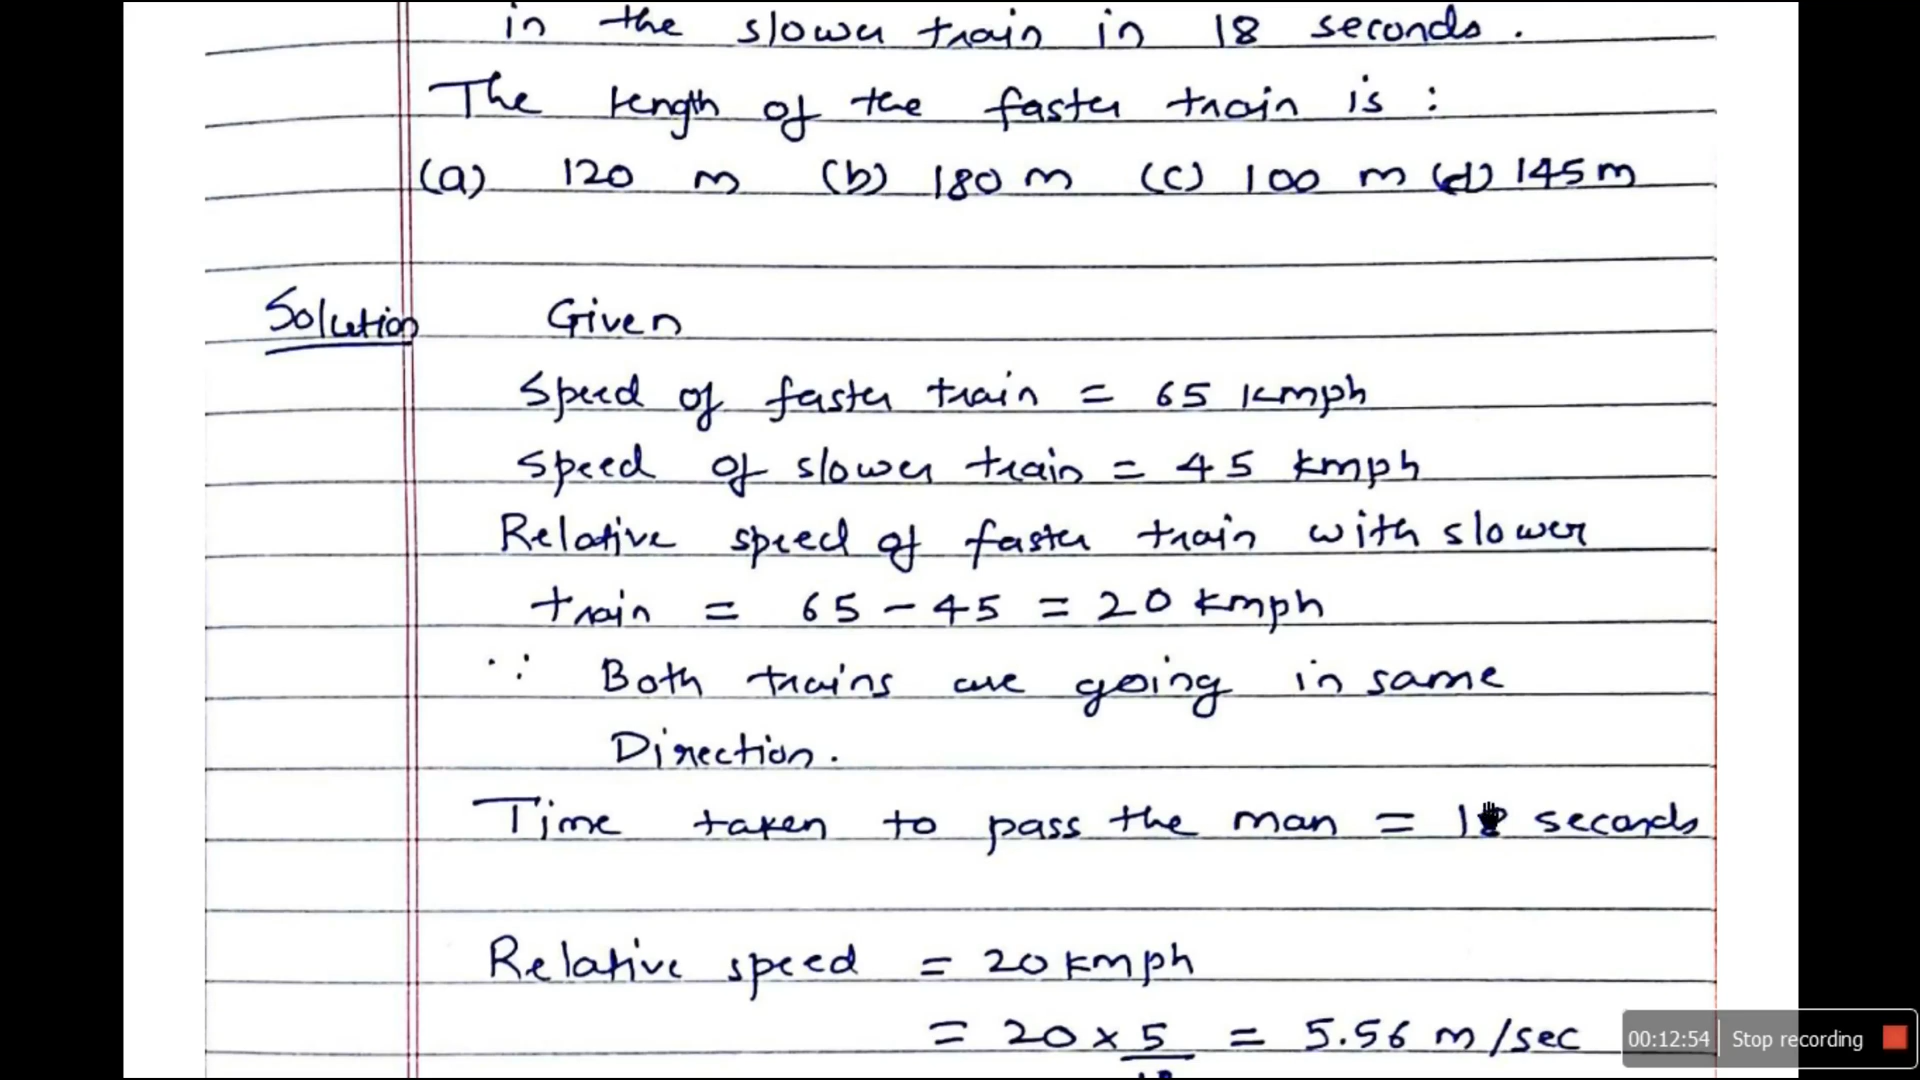 in the slower train in 18 seconds.
The length of the faster train is :
(a) 120 m (b) 180 m (c) 100 m (d) 145 m
Solution Given
Speed of faster train = 65 kmph
Speed of slower train = 45 kmph
Relative speed of faster train with slower
train = 65 - 45 = 20 kmph
∵ Both trains are going in same
Direction.
Time taken to pass the man = 18 seconds
Relative speed = 20 kmph
= 20 × 5 = 5.56 m/sec
18
00:12:54 Stop recording